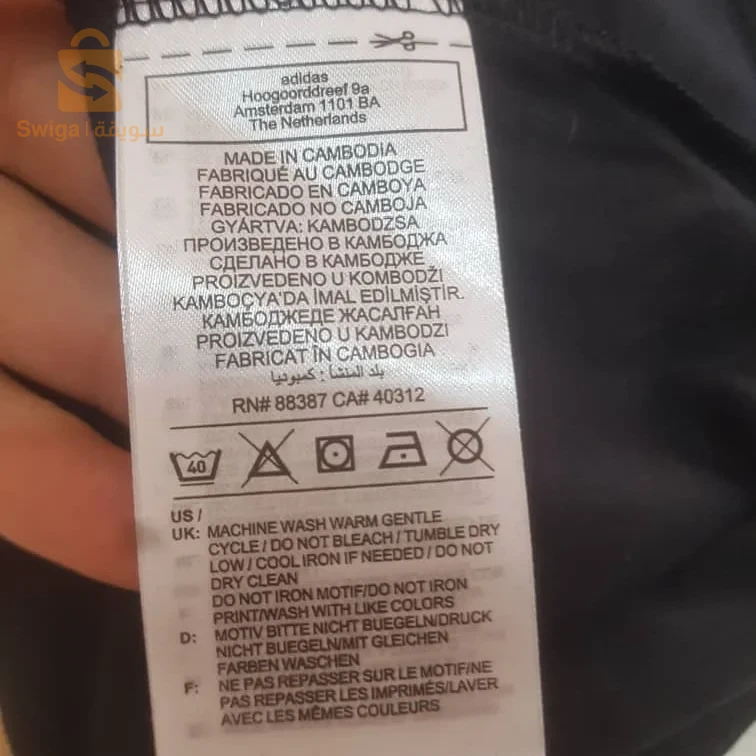 Swiga | سويقة
adidas
Hoogoorddreef 9a
Amsterdam 1101 BA
The Netherlands
MADE IN CAMBODIA
FABRIQUÉ AU CAMBODGE
FABRICADO EN CAMBOYA
FABRICADO NO CAMBOJA
GYÁRTVA: KAMBODZSA
ПРОИЗВЕДЕНО В КАМБОДЖА
СДЕЛАНО В КАМБОДЖЕ
PROIZVEDENO U KOMBODŽI
KAMBOÇYA'DA İMAL EDİLMİŞTİR.
КАМБОДЖЕДЕ ЖАСАЛҒАН
PROIZVEDENO U KAMBODZI
FABRICAT ÎN CAMBOGIA
بلد المنشأ : كمبوديا
RN# 88387 CA# 40312
40
US /
UK: MACHINE WASH WARM GENTLE
CYCLE / DO NOT BLEACH / TUMBLE DRY
LOW / COOL IRON IF NEEDED / DO NOT
DRY CLEAN
DO NOT IRON MOTIF/DO NOT IRON
PRINT/WASH WITH LIKE COLORS
D: MOTIV BITTE NICHT BUEGELN/DRUCK
NICHT BUEGELN/MIT GLEICHEN
FARBEN WASCHEN
F: NE PAS REPASSER SUR LE MOTIF/NE
PAS REPASSER LES IMPRIMÉS/LAVER
AVEC LES MÊMES COULEURS